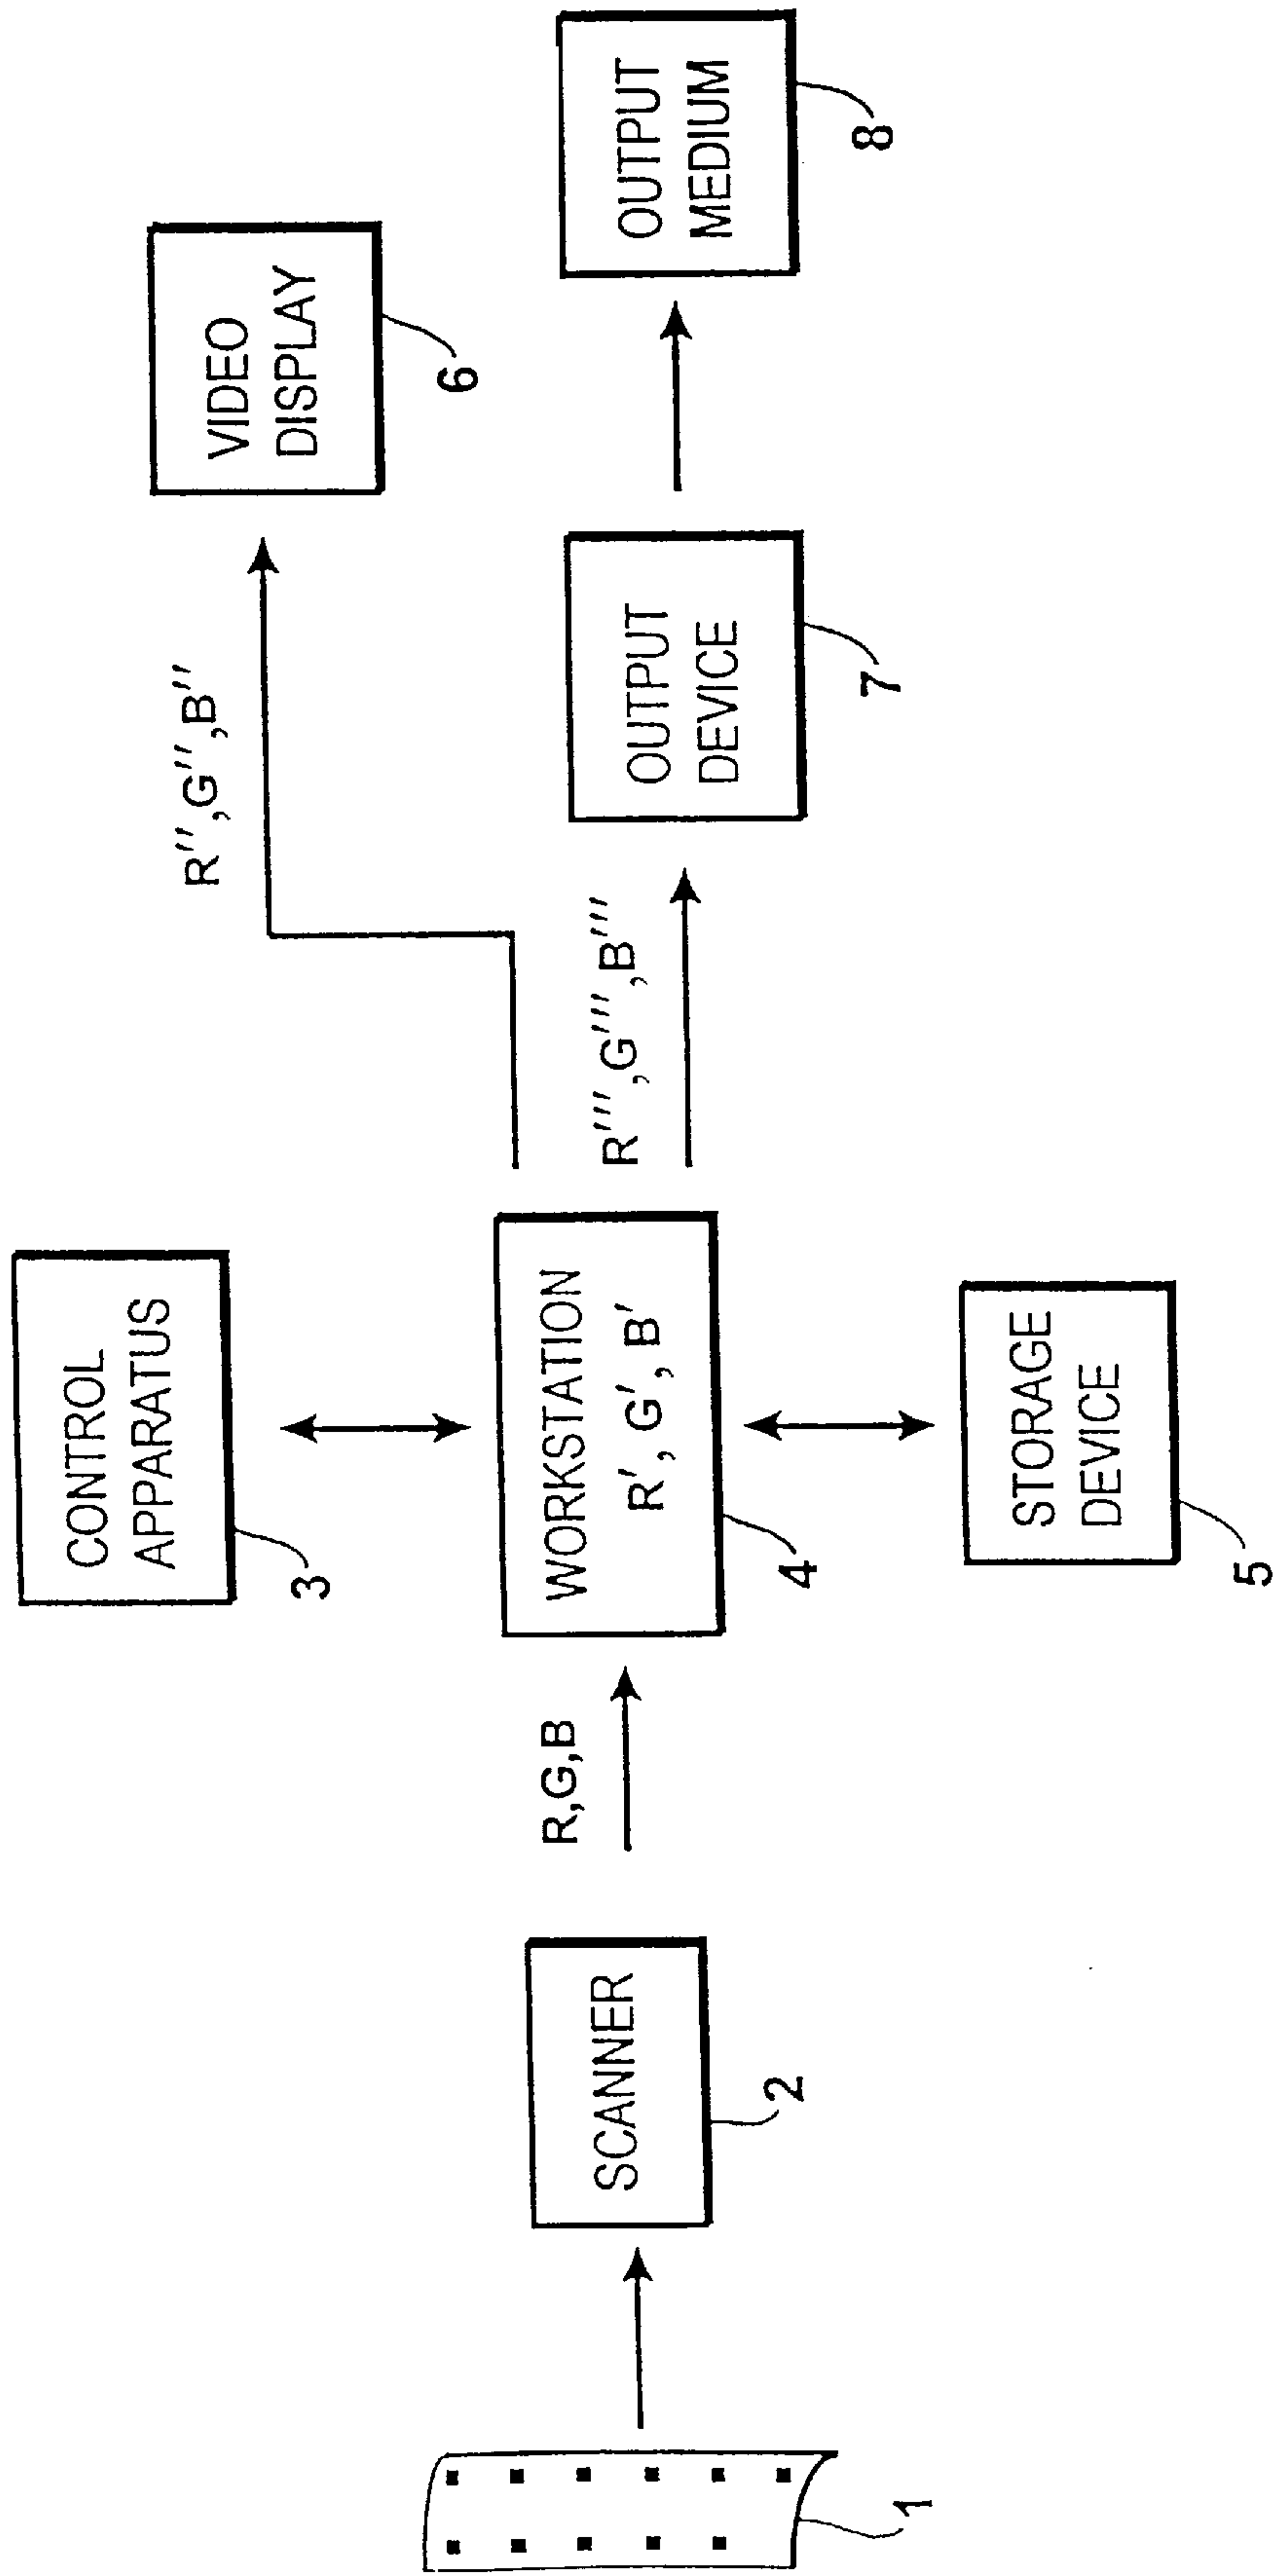 1
SCANNER
2
R,G,B
CONTROL
APPARATUS
3
WORKSTATION
R', G', B'
4
STORAGE
DEVICE
5
R'',G'',B''
VIDEO
DISPLAY
6
R''',G''',B'''
OUTPUT
DEVICE
7
OUTPUT
MEDIUM
8